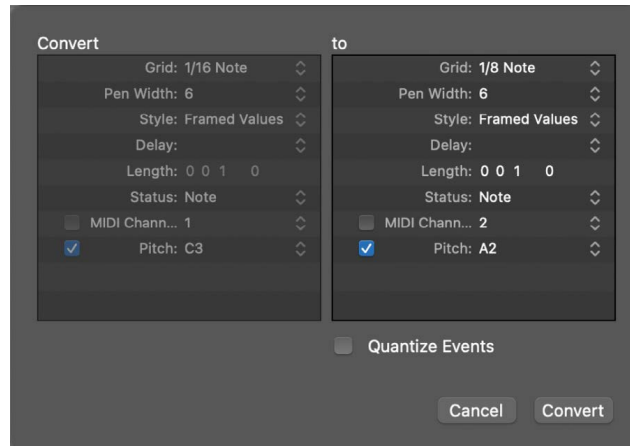 Convert
Grid: 1/16 Note
Pen Width: 6
Style: Framed Values
Delay:
Length: 0 0 1 0
Status: Note
MIDI Chann... 1
Pitch: C3
to
Grid: 1/8 Note
Pen Width: 6
Style: Framed Values
Delay:
Length: 0 0 1 0
Status: Note
MIDI Chann... 2
Pitch: A2
Quantize Events
Cancel
Convert